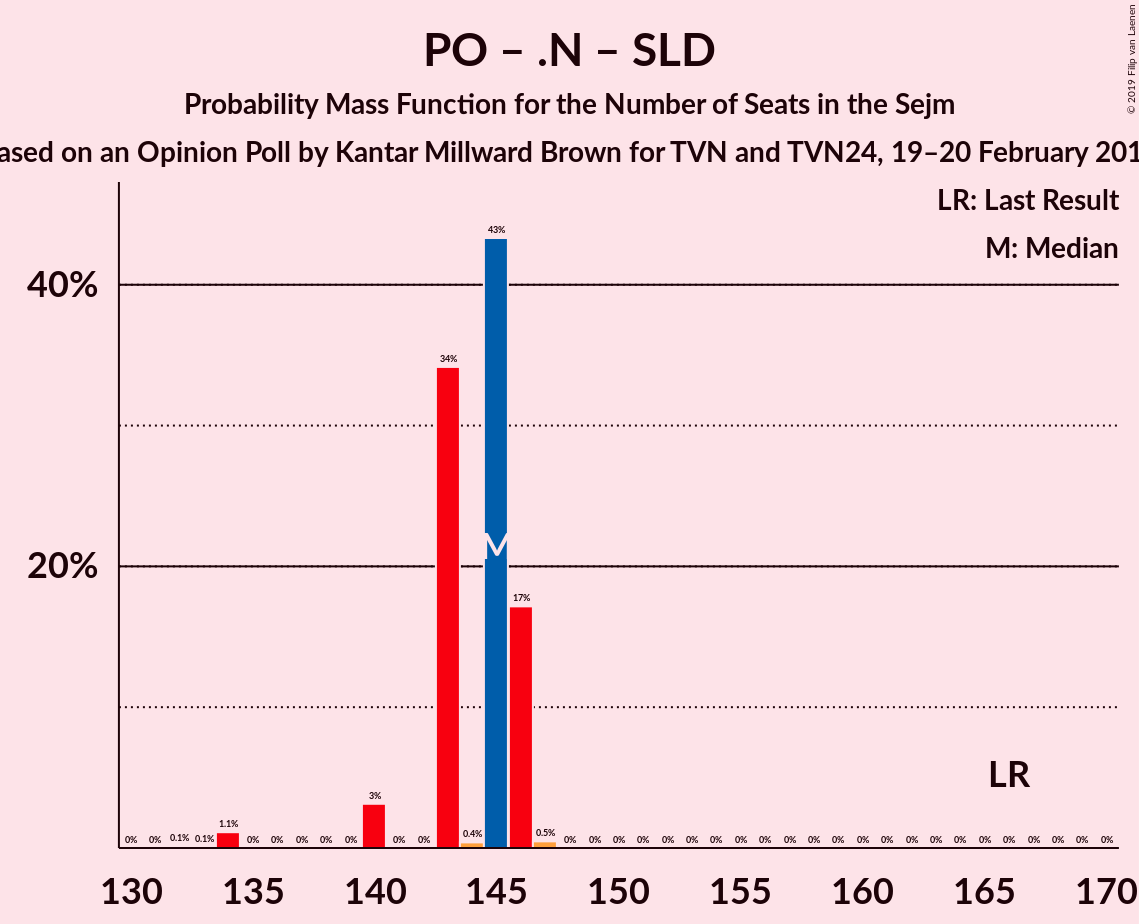 PO – .N – SLD
Probability Mass Function for the Number of Seats in the Sejm
ased on an Opinion Poll by Kantar Millward Brown for TVN and TVN24, 19–20 February 201
© 2019 Filip van Laenen
LR: Last Result
M: Median
40%
20%
0% 0% 0.1% 0.1% 1.1% 0% 0% 0% 0% 0% 3% 0% 0% 34% 0.4% 43% 17% 0.5% 0% 0% 0% 0% 0% 0% 0% 0% 0% 0% 0% 0% 0% 0% 0% 0% 0% 0% 0% 0% 0% 0% 0%
M
LR
130 135 140 145 150 155 160 165 170